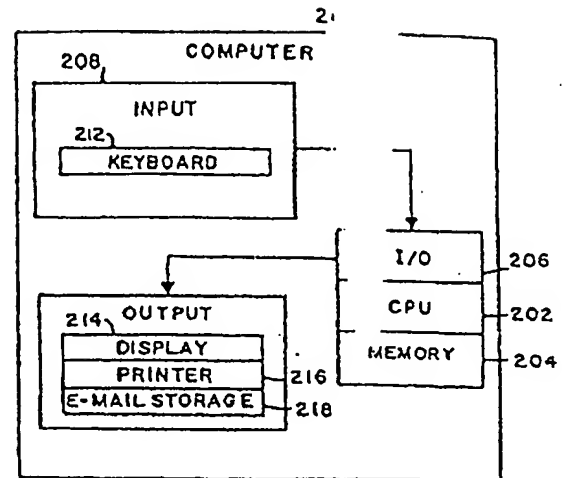 COMPUTER
208
INPUT
212
KEYBOARD
I/O
206
OUTPUT
CPU
202
214
DISPLAY
MEMORY
204
PRINTER
216
E-MAIL STORAGE
218